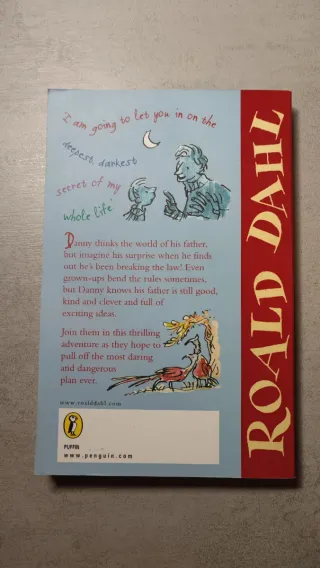 I am going to let you in on the
deepest, darkest
secret of my
whole life
Danny thinks the world of his father,
but imagine his surprise when he finds
out he's been breaking the law! Even
grown-ups bend the rules sometimes,
but Danny knows his father is still good,
kind and clever and full of
exciting ideas.
Join them in this thrilling
adventure as they hope to
pull off the most daring
and dangerous
plan ever.
www.roalddahl.com
PUFFIN
www.penguin.com
ROALD DAHL